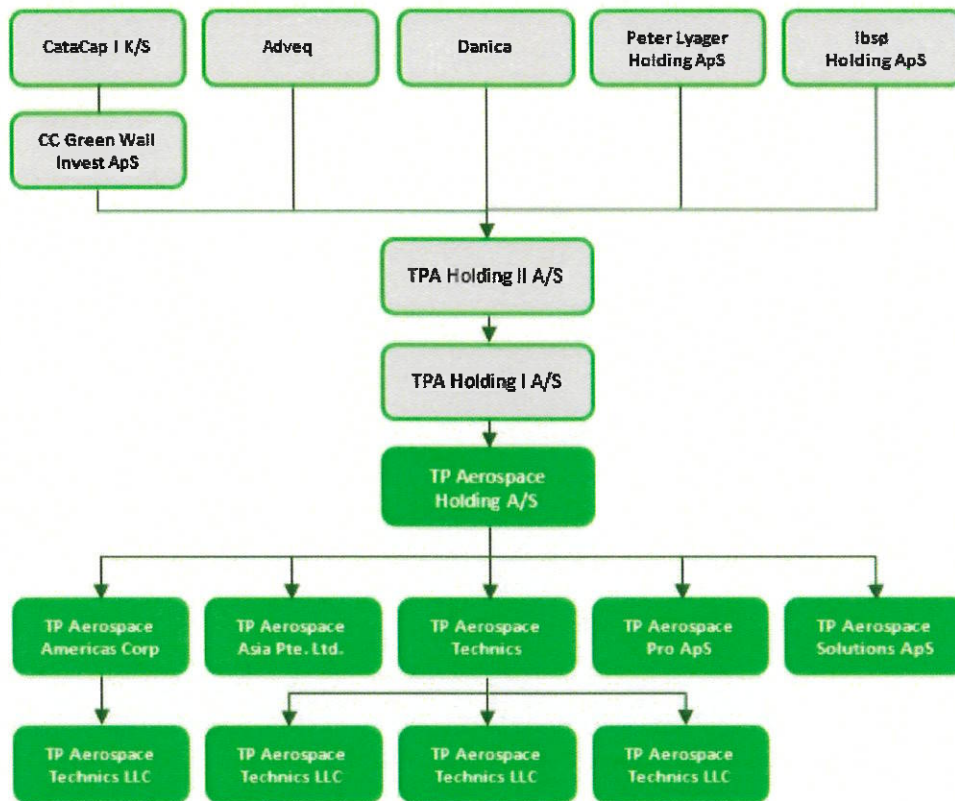 CataCap I K/S
Adveq
Danica
Peter Lyager
Holding ApS
Ibsø
Holding ApS
CC Green Wall
Invest ApS
TPA Holding II A/S
TPA Holding I A/S
TP Aerospace
Holding A/S
TP Aerospace
Americas Corp
TP Aerospace
Asia Pte. Ltd.
TP Aerospace
Technics
TP Aerospace
Pro ApS
TP Aerospace
Solutions ApS
TP Aerospace
Technics LLC
TP Aerospace
Technics LLC
TP Aerospace
Technics LLC
TP Aerospace
Technics LLC